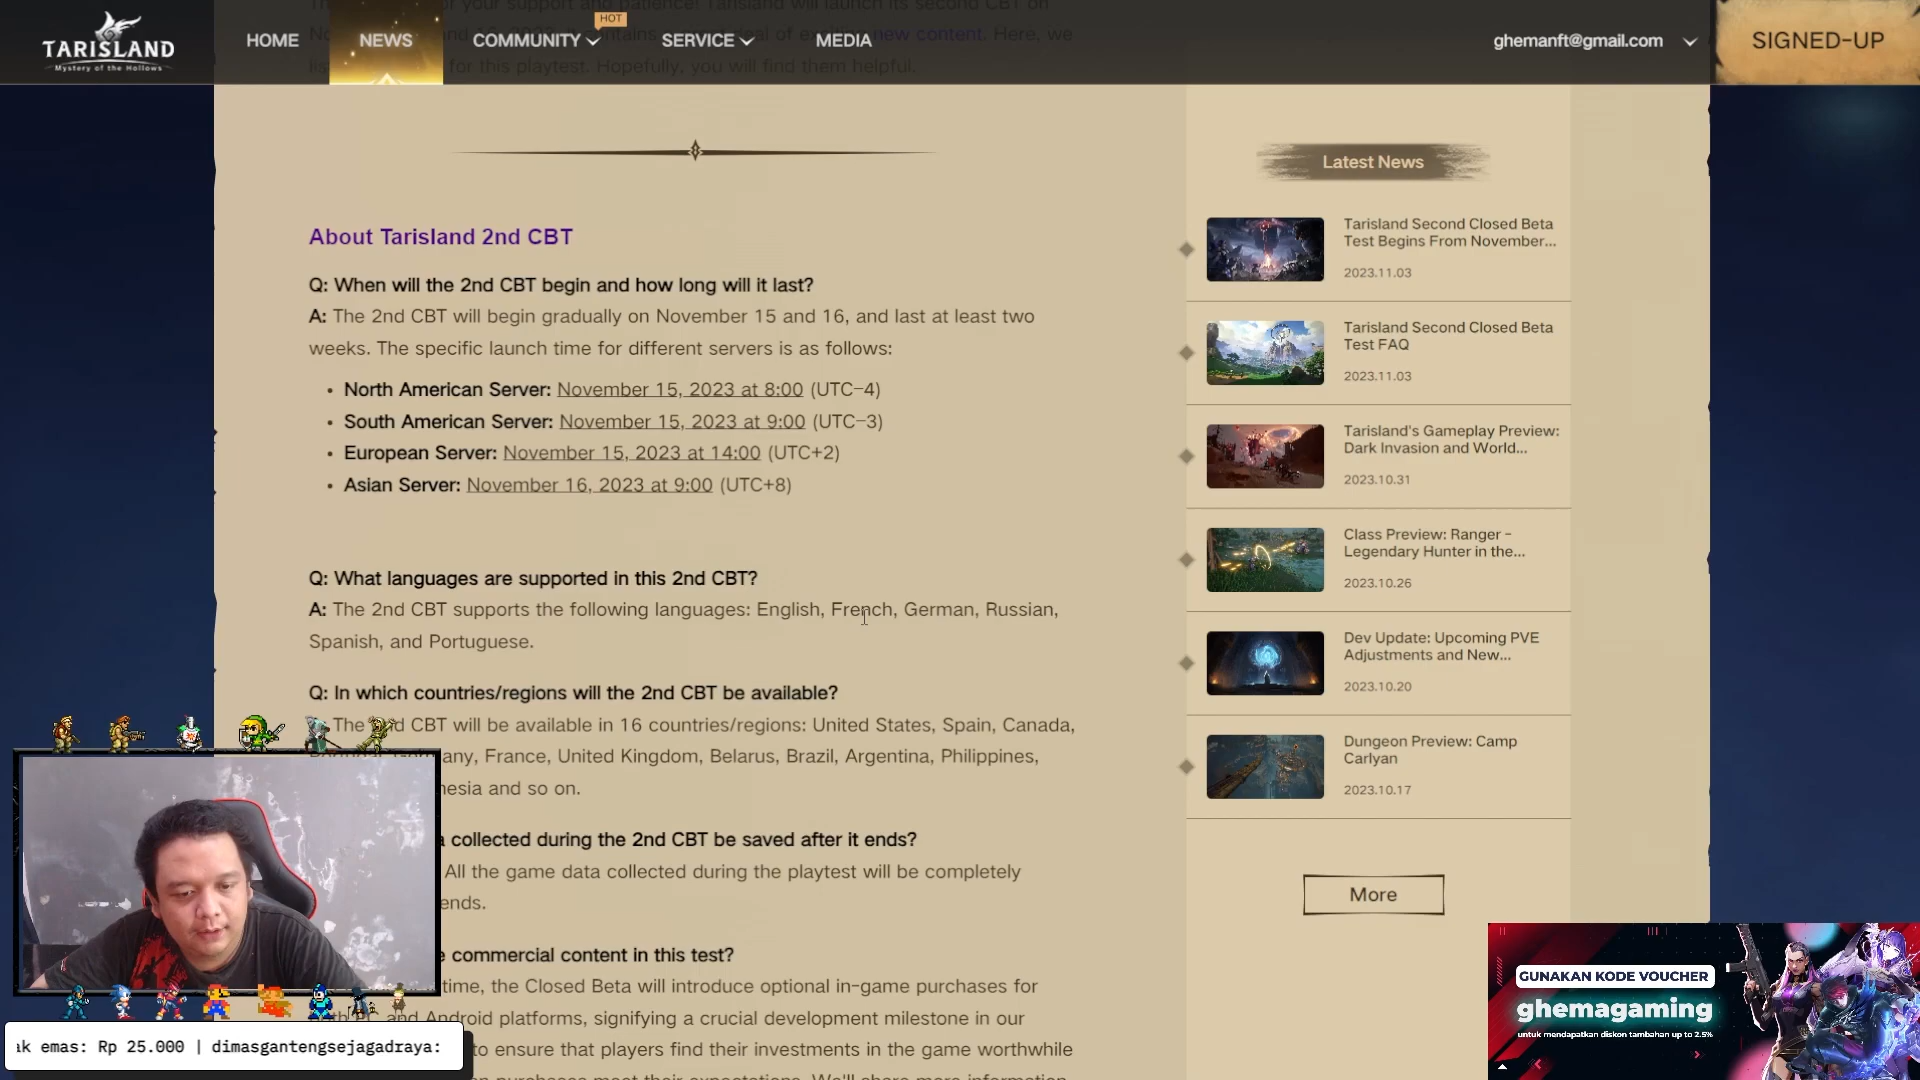 TARISLAND
Mystery of the Hollows
HOME
NEWS
HOT
COMMUNITY
SERVICE
MEDIA
ghemanft@gmail.com
SIGNED-UP
your support and patience! Tarisland will launch its second CBT on
new content. Here, we
for this playtest. Hopefully, you will find them helpful.
About Tarisland 2nd CBT
Q: When will the 2nd CBT begin and how long will it last?
A: The 2nd CBT will begin gradually on November 15 and 16, and last at least two
weeks. The specific launch time for different servers is as follows:
• North American Server: November 15, 2023 at 8:00 (UTC-4)
• South American Server: November 15, 2023 at 9:00 (UTC-3)
• European Server: November 15, 2023 at 14:00 (UTC+2)
• Asian Server: November 16, 2023 at 9:00 (UTC+8)
Q: What languages are supported in this 2nd CBT?
A: The 2nd CBT supports the following languages: English, French, German, Russian,
Spanish, and Portuguese.
Q: In which countries/regions will the 2nd CBT be available?
The 2nd CBT will be available in 16 countries/regions: United States, Spain, Canada,
France, United Kingdom, Belarus, Brazil, Argentina, Philippines,
and so on.
collected during the 2nd CBT be saved after it ends?
All the game data collected during the playtest will be completely
ends.
commercial content in this test?
time, the Closed Beta will introduce optional in-game purchases for
and Android platforms, signifying a crucial development milestone in our
to ensure that players find their investments in the game worthwhile
purchases meet their expectations. We'll share more information
Latest News
Tarisland Second Closed Beta
Test Begins From November...
2023.11.03
Tarisland Second Closed Beta
Test FAQ
2023.11.03
Tarisland's Gameplay Preview:
Dark Invasion and World...
2023.10.31
Class Preview: Ranger -
Legendary Hunter in the...
2023.10.26
Dev Update: Upcoming PVE
Adjustments and New...
2023.10.20
Dungeon Preview: Camp
Carlyan
2023.10.17
More
ak emas: Rp 25.000 | dimasgantengsejagadraya:
GUNAKAN KODE VOUCHER
ghemagaming
untuk mendapatkan diskon tambahan up to 2.5%